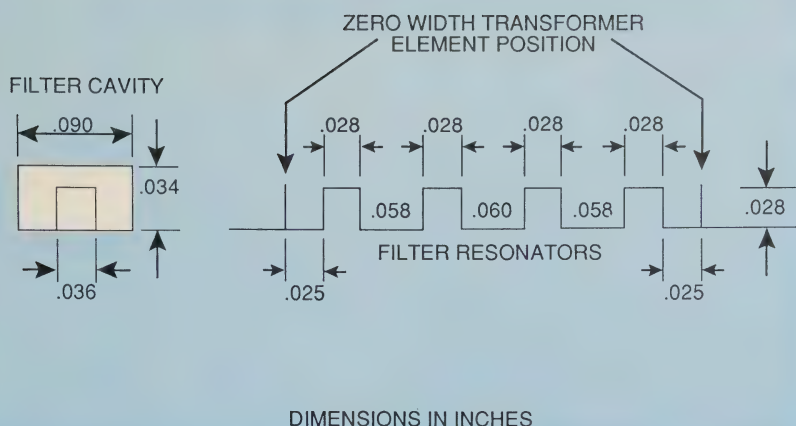 ZERO WIDTH TRANSFORMER
ELEMENT POSITION
FILTER CAVITY
.090
.034
.036
.028
.028
.028
.028
.058
.060
.058
.028
FILTER RESONATORS
.025
.025
DIMENSIONS IN INCHES